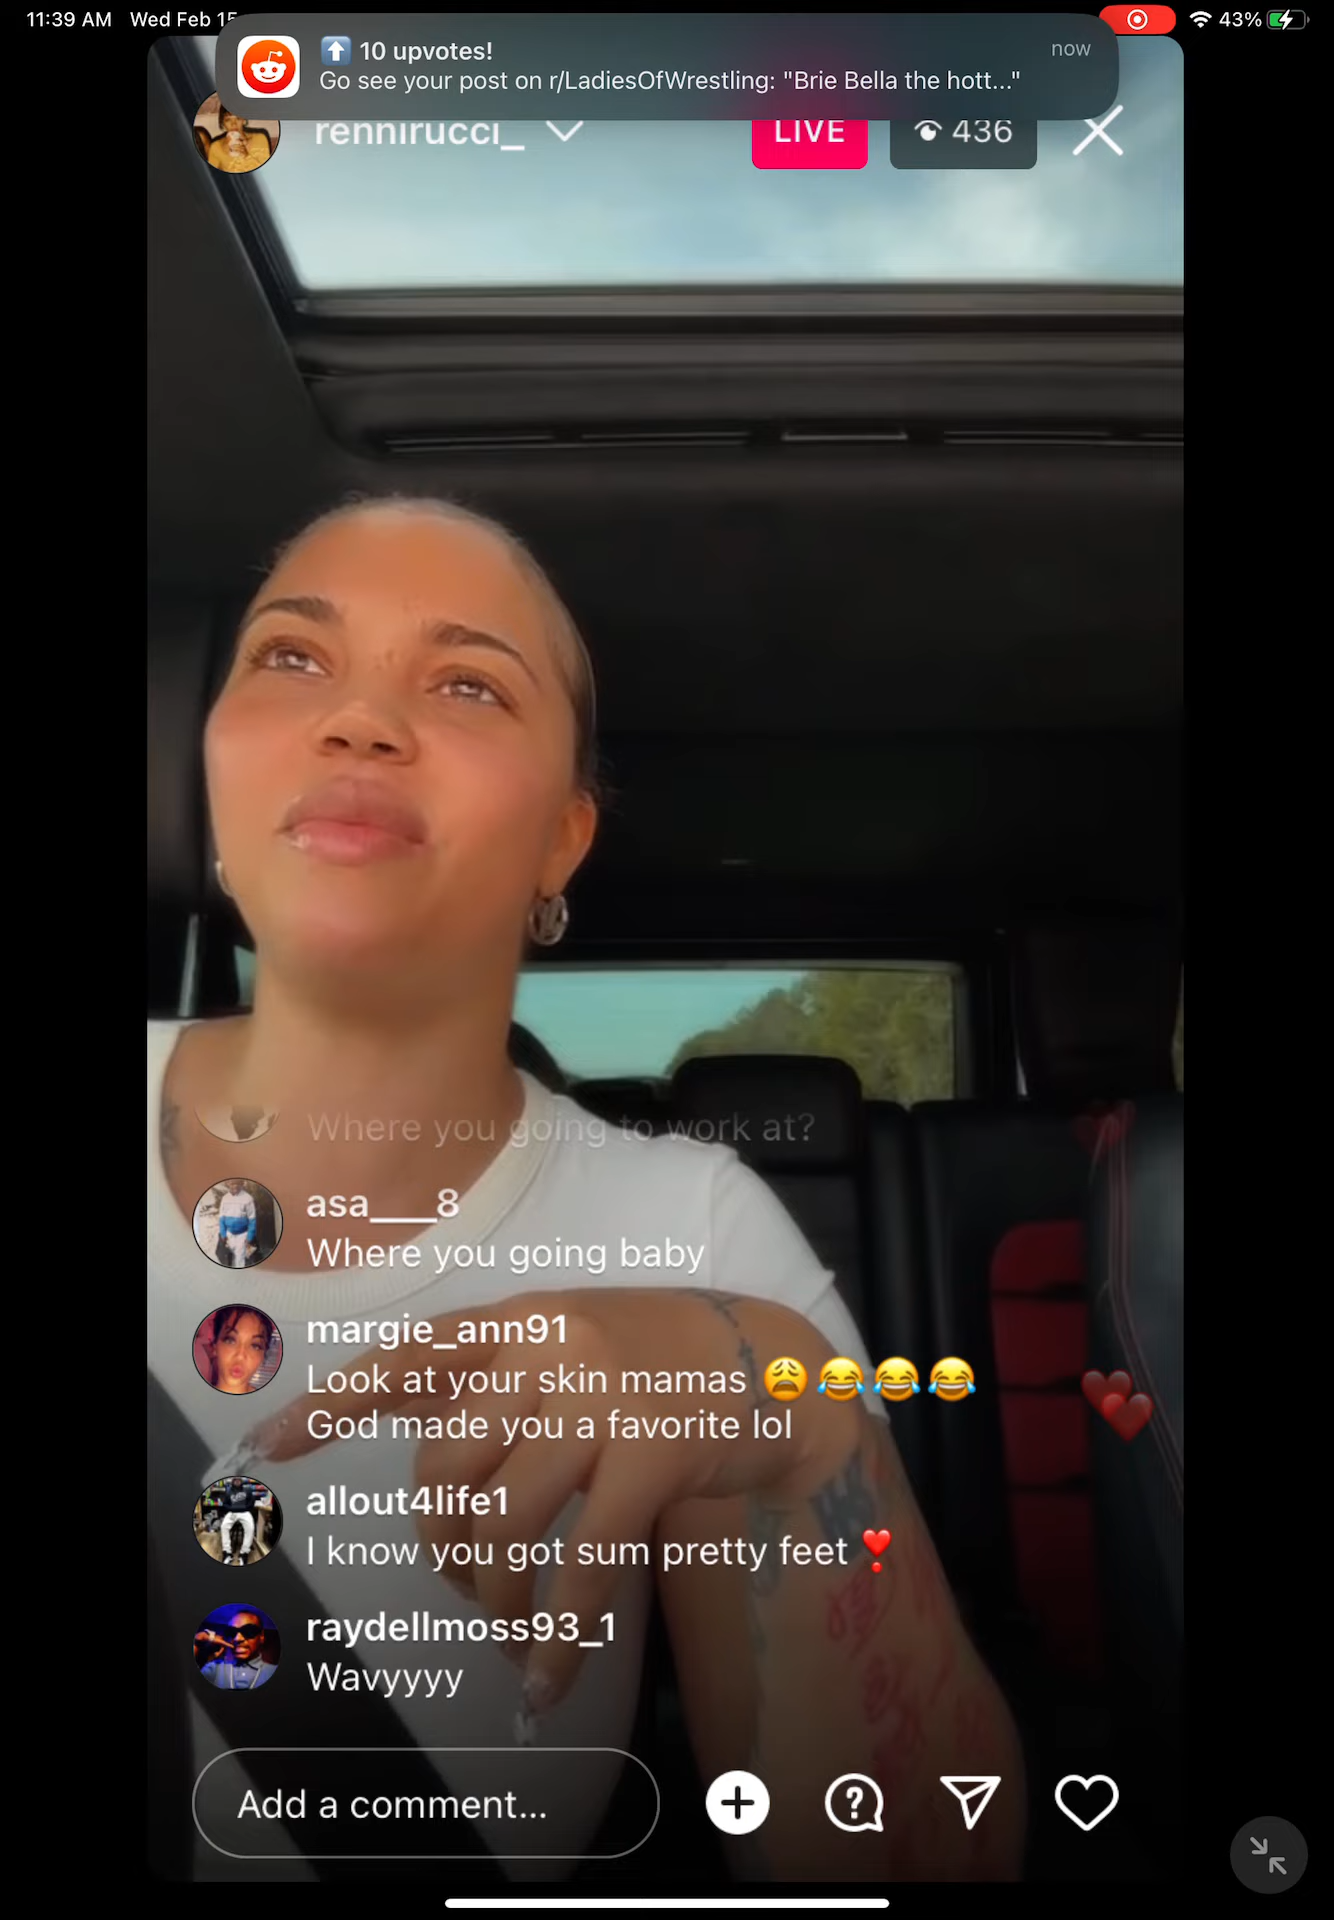 11:39 AM Wed Feb 15
43%
⬆️ 10 upvotes!
now
Go see your post on r/LadiesOfWrestling: "Brie Bella the hott..."
rennirucci_
LIVE
436
Where you going to work at?
asa___8
Where you going baby
margie_ann91
Look at your skin mamas 😩😂😂😂
God made you a favorite lol
allout4life1
I know you got sum pretty feet ❣️
raydellmoss93_1
Wavyyyy
Add a comment...